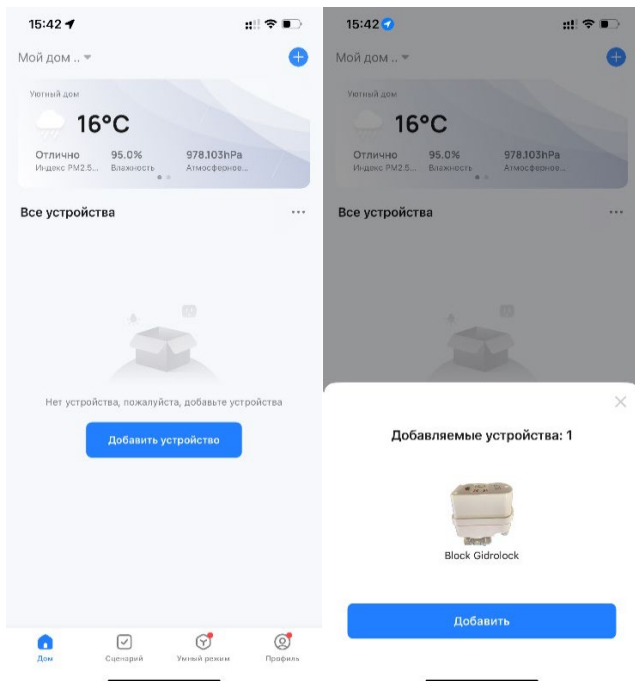 15:42
Мой дом ..
Уютный дом
16°C
Отлично
95.0%
978.103hPa
Индекс PM2.5...
Влажность
Атмосферное...
Все устройства
Нет устройства, пожалуйста, добавьте устройства
Добавить устройство
Дом
Сценарий
Умный режим
Профиль
15:42
Мой дом ..
Уютный дом
16°C
Отлично
95.0%
978.103hPa
Индекс PM2.5...
Влажность
Атмосферное...
Все устройства
Добавляемые устройства: 1
Block Gidrolock
Добавить